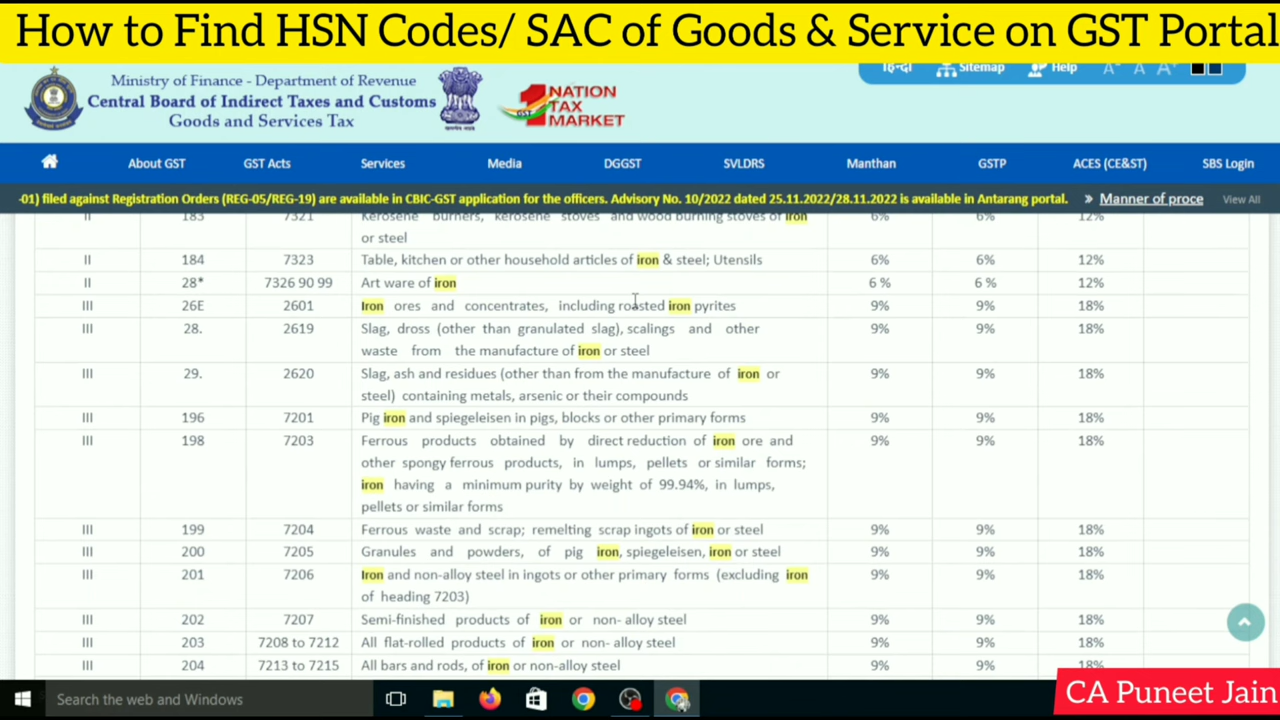 How to Find HSN Codes/ SAC of Goods & Service on GST Portal
Ministry of Finance - Department of Revenue
Central Board of Indirect Taxes and Customs
Goods and Services Tax
GST
NATION
TAX
MARKET
हिन्दी Sitemap Help A- A A+
About GST GST Acts Services Media DGGST SVLDRS Manthan GSTP ACES (CE&ST) SBS Login
-01) filed against Registration Orders (REG-05/REG-19) are available in CBIC-GST application for the officers. Advisory No. 10/2022 dated 25.11.2022/28.11.2022 is available in Antarang portal. » Manner of proce View All
II 183 7321 Kerosene burners, kerosene stoves and wood burning stoves of iron 6% 6% 12%
or steel
II 184 7323 Table, kitchen or other household articles of iron & steel; Utensils 6% 6% 12%
II 28* 7326 90 99 Art ware of iron 6 % 6 % 12%
III 26E 2601 Iron ores and concentrates, including roasted iron pyrites 9% 9% 18%
III 28. 2619 Slag, dross (other than granulated slag), scalings and other 9% 9% 18%
waste from the manufacture of iron or steel
III 29. 2620 Slag, ash and residues (other than from the manufacture of iron or 9% 9% 18%
steel) containing metals, arsenic or their compounds
III 196 7201 Pig iron and spiegeleisen in pigs, blocks or other primary forms 9% 9% 18%
III 198 7203 Ferrous products obtained by direct reduction of iron ore and 9% 9% 18%
other spongy ferrous products, in lumps, pellets or similar forms;
iron having a minimum purity by weight of 99.94%, in lumps,
pellets or similar forms
III 199 7204 Ferrous waste and scrap; remelting scrap ingots of iron or steel 9% 9% 18%
III 200 7205 Granules and powders, of pig iron, spiegeleisen, iron or steel 9% 9% 18%
III 201 7206 Iron and non-alloy steel in ingots or other primary forms (excluding iron 9% 9% 18%
of heading 7203)
III 202 7207 Semi-finished products of iron or non- alloy steel 9% 9% 18%
III 203 7208 to 7212 All flat-rolled products of iron or non- alloy steel 9% 9% 18%
III 204 7213 to 7215 All bars and rods, of iron or non-alloy steel 9% 9% 18%
Search the web and Windows
CA Puneet Jain